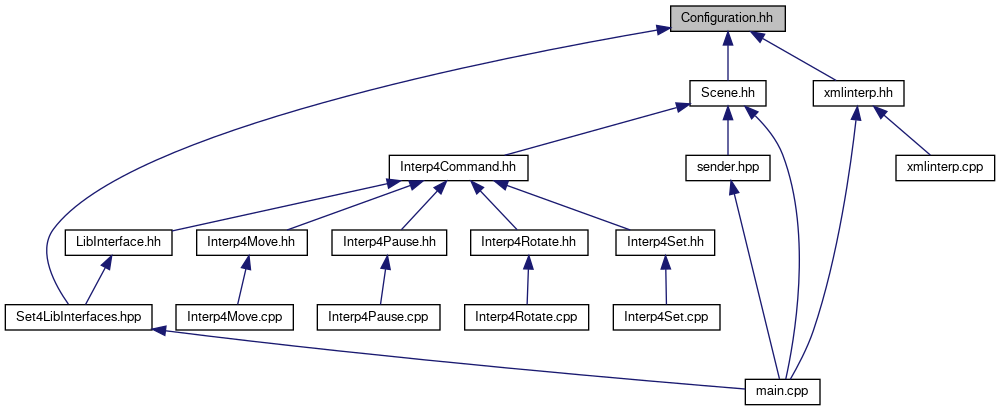 Configuration.hh
Scene.hh
xmlinterp.hh
Interp4Command.hh
sender.hpp
xmlinterp.cpp
LibInterface.hh
Interp4Move.hh
Interp4Pause.hh
Interp4Rotate.hh
Interp4Set.hh
Set4LibInterfaces.hpp
Interp4Move.cpp
Interp4Pause.cpp
Interp4Rotate.cpp
Interp4Set.cpp
main.cpp